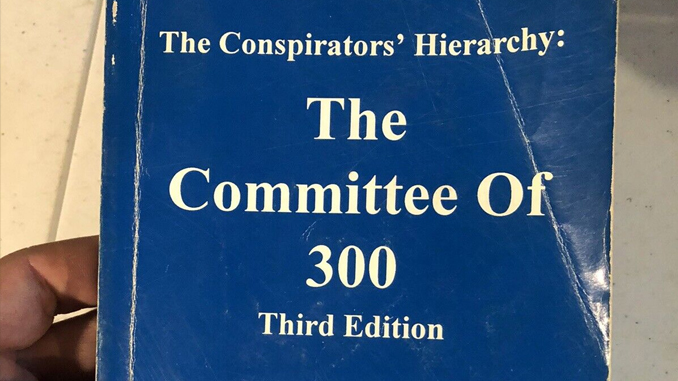 The Conspirators’ Hierarchy:
The
Committee Of
300
Third Edition